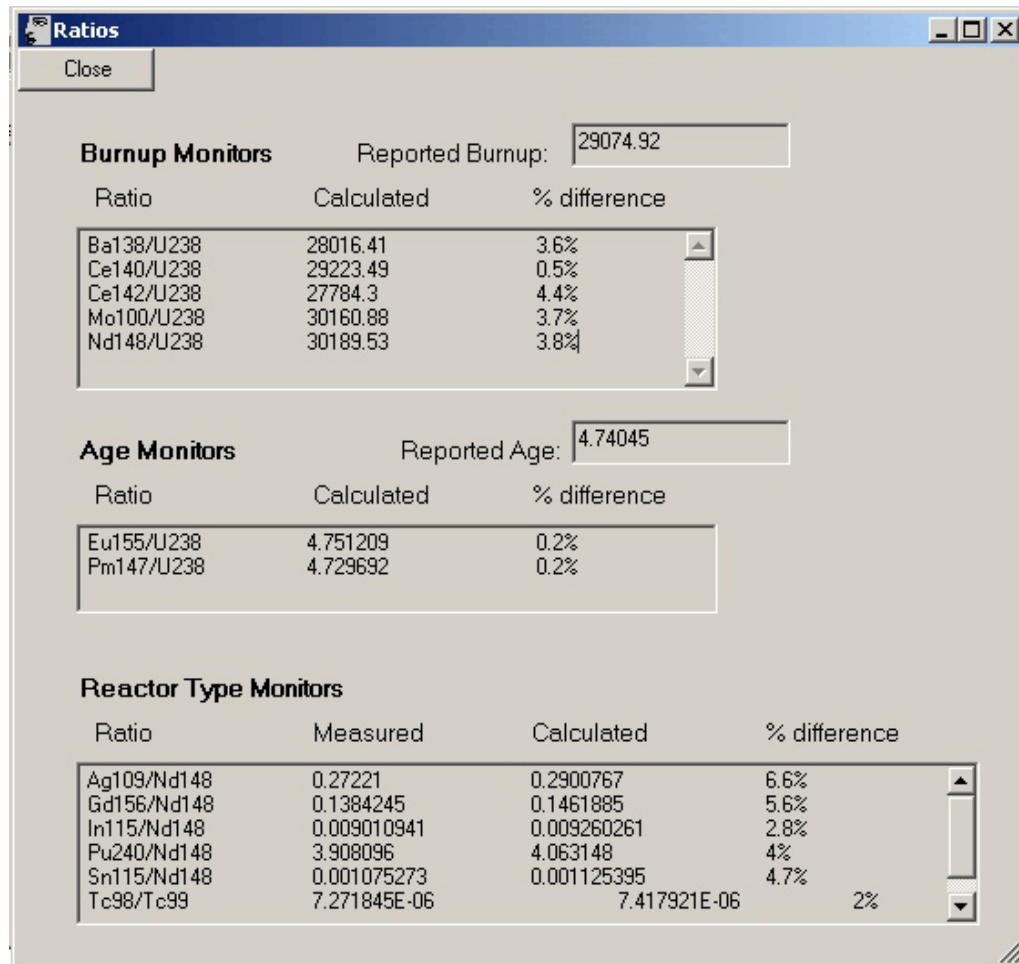 Ratios
Close
Burnup Monitors Reported Burnup: 29074.92
Ratio Calculated % difference
Ba138/U238 28016.41 3.6%
Ce140/U238 29223.49 0.5%
Ce142/U238 27784.3 4.4%
Mo100/U238 30160.88 3.7%
Nd148/U238 30189.53 3.8%
Age Monitors Reported Age: 4.74045
Ratio Calculated % difference
Eu155/U238 4.751209 0.2%
Pm147/U238 4.729692 0.2%
Reactor Type Monitors
Ratio Measured Calculated % difference
Ag109/Nd148 0.27221 0.2900767 6.6%
Gd156/Nd148 0.1384245 0.1461885 5.6%
In115/Nd148 0.009010941 0.009260261 2.8%
Pu240/Nd148 3.908096 4.063148 4%
Sn115/Nd148 0.001075273 0.001125395 4.7%
Tc98/Tc99 7.271845E-06 7.417921E-06 2%